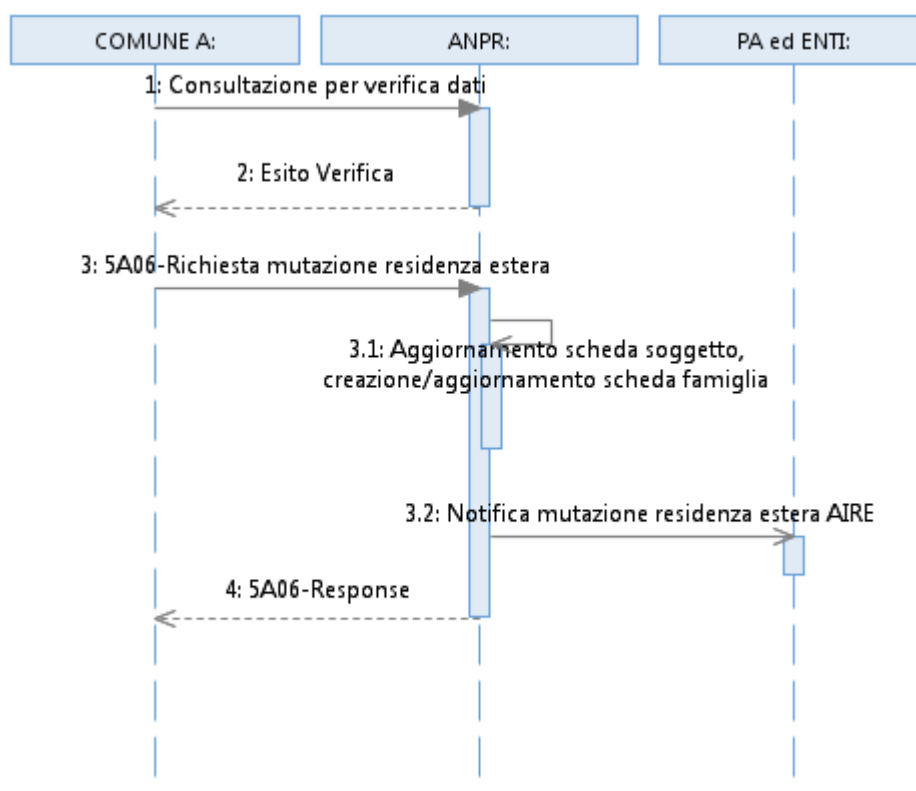 COMUNE A:
ANPR:
PA ed ENTI:
1: Consultazione per verifica dati
2: Esito Verifica
3: 5A06-Richiesta mutazione residenza estera
3.1: Aggiornamento scheda soggetto,
creazione/aggiornamento scheda famiglia
3.2: Notifica mutazione residenza estera AIRE
4: 5A06-Response